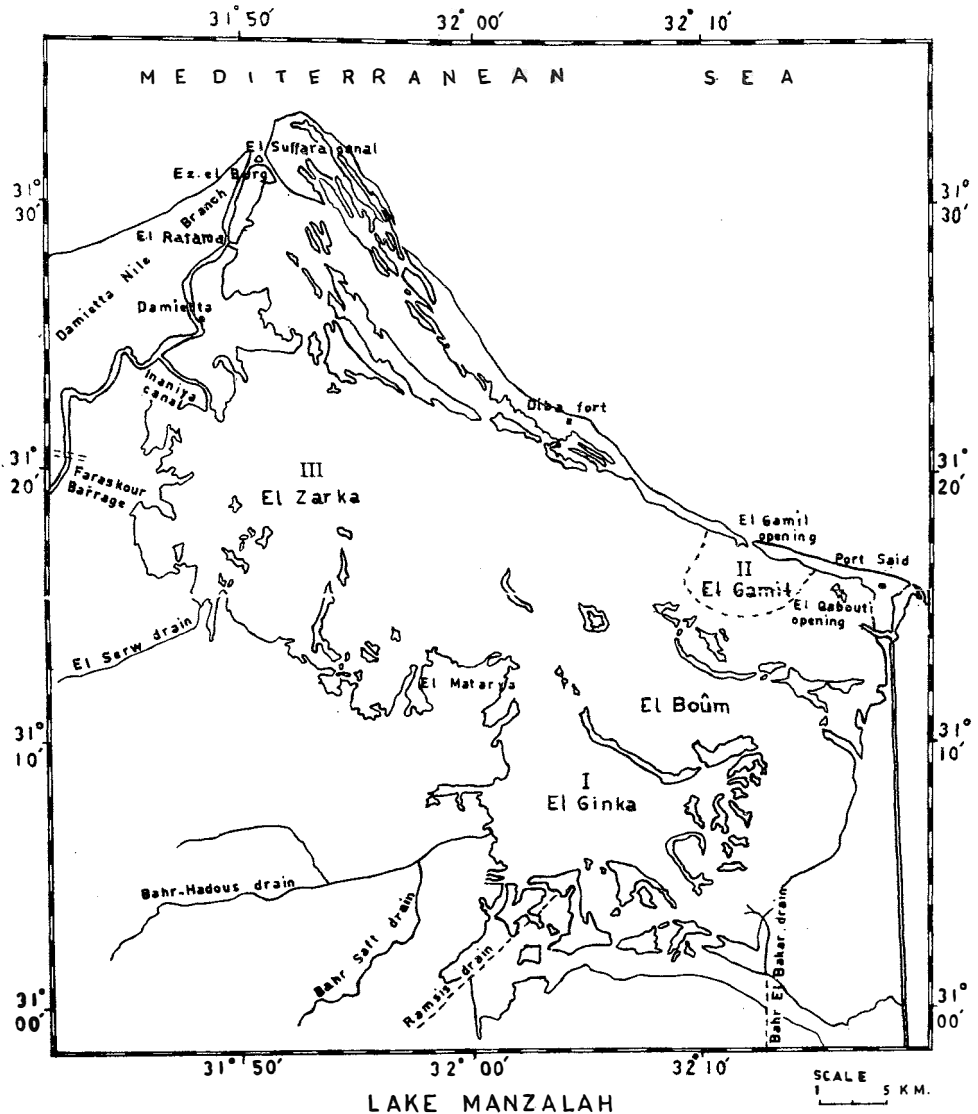 31° 50′ 32° 00′ 32° 10′
MEDITERRANEAN SEA
El Suffara canal
Ez. el Burg
31° 30′
31° 30′
Damietta Nile Branch
El Ratama
Damietta
Inaniya canal
Diba fort
31° 20′
31° 20′
Faraskour Barrage
III
El Zarka
El Gamil opening
Port Said
II
El Gamil
El Qabouti opening
El Serw drain
El Matarya
El Boûm
31° 10′
31° 10′
I
El Ginka
Bahr-Hadous drain
Bahr Saft drain
Ramsis drain
Bahr El Bakar drain
31° 00′
31° 00′
31° 50′ 32° 00′ 32° 10′
SCALE
1 5 KM.
LAKE MANZALAH